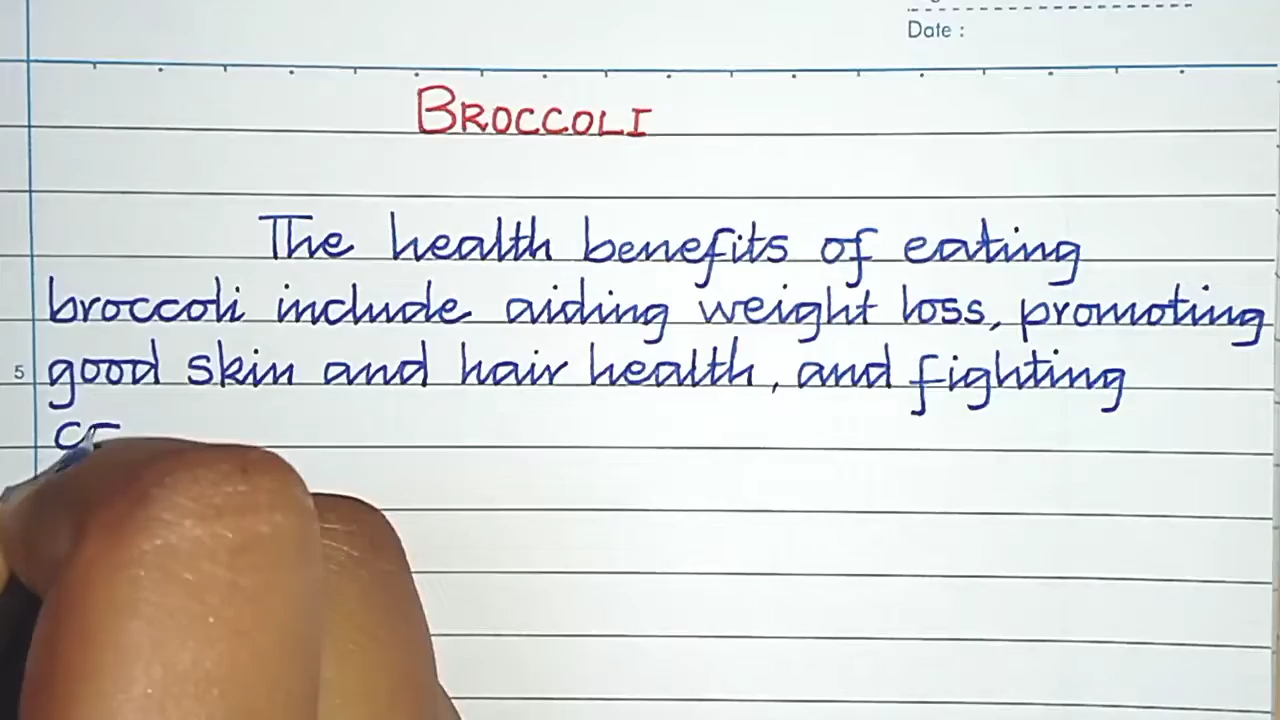 Date :
BROCCOLI
The health benefits of eating
broccoli include aiding weight loss, promoting
5 good skin and hair health, and fighting